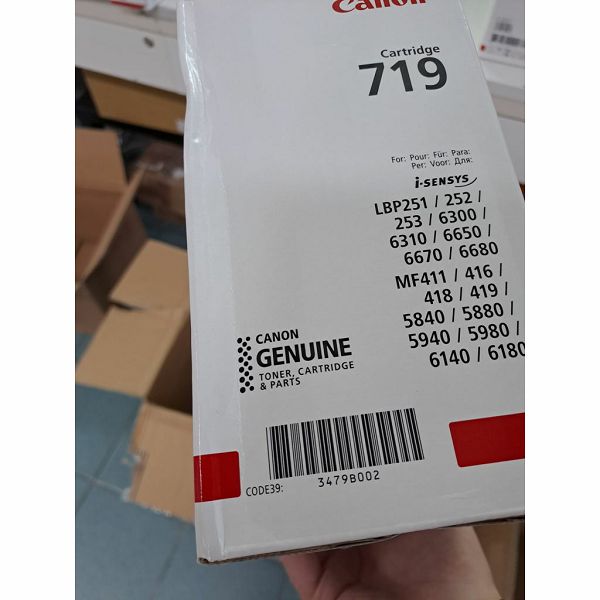 Canon
Cartridge
719
For: Pour: Für: Para:
Per: Voor: Для:
i-SENSYS
LBP251 / 252 /
253 / 6300 /
6310 / 6650 /
6670 / 6680
MF411 / 416 /
418 / 419 /
5840 / 5880 /
5940 / 5980 /
6140 / 6180
CANON
GENUINE
TONER, CARTRIDGE
& PARTS
CODE39:
3479B002